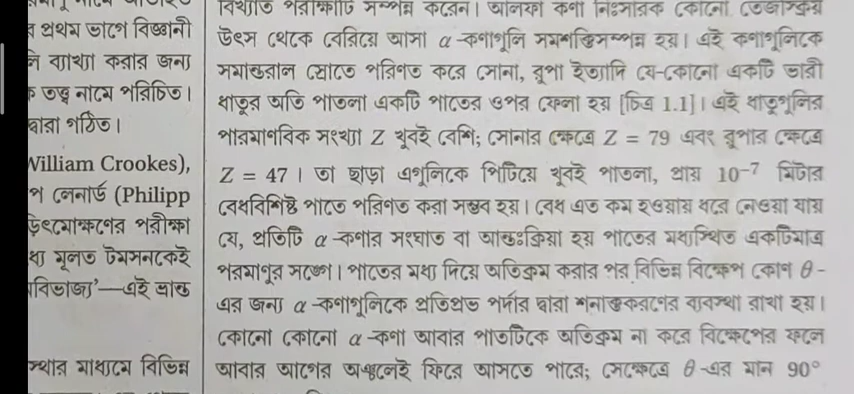 র প্রথম ভাগে বিজ্ঞানী
নি ব্যাখ্যা করার জন্য
ক তত্ত্ব নামে পরিচিত।
দ্বারা গঠিত।
William Crookes),
প লেনার্ড (Philipp
ড়িৎমোক্ষণের পরীক্ষা
ধ্য মূলত টমসনকেই
বিভাজ্য’—এই ভ্রান্ত
স্থার মাধ্যমে বিভিন্ন
বিখ্যাত পরীক্ষাটি সম্পন্ন করেন। আলফা কণা নিঃসারক কোনো তেজস্ক্রিয়
উৎস থেকে বেরিয়ে আসা α-কণাগুলি সমশক্তিসম্পন্ন হয়। এই কণাগুলিকে
সমান্তরাল স্রোতে পরিণত করে সোনা, রুপা ইত্যাদি যে-কোনো একটি ভারী
ধাতুর অতি পাতলা একটি পাতের ওপর ফেলা হয় [চিত্র 1.1]। এই ধাতুগুলির
পারমাণবিক সংখ্যা Z খুবই বেশি; সোনার ক্ষেত্রে Z = 79 এবং রুপার ক্ষেত্রে
Z = 47। তা ছাড়া এগুলিকে পিটিয়ে খুবই পাতলা, প্রায় 10⁻⁷ মিটার
বেধবিশিষ্ট পাতে পরিণত করা সম্ভব হয়। বেধ এত কম হওয়ায় ধরে নেওয়া যায়
যে, প্রতিটি α-কণার সংঘাত বা আন্তঃক্রিয়া হয় পাতের মধ্যস্থিত একটিমাত্র
পরমাণুর সঙ্গে। পাতের মধ্য দিয়ে অতিক্রম করার পর বিভিন্ন বিক্ষেপ কোণ θ-
এর জন্য α-কণাগুলিকে প্রতিপ্রভ পর্দার দ্বারা শনাক্তকরণের ব্যবস্থা রাখা হয়।
কোনো কোনো α-কণা আবার পাতটিকে অতিক্রম না করে বিক্ষেপের ফলে
আবার আগের অঞ্চলেই ফিরে আসতে পারে; সেক্ষেত্রে θ-এর মান 90°